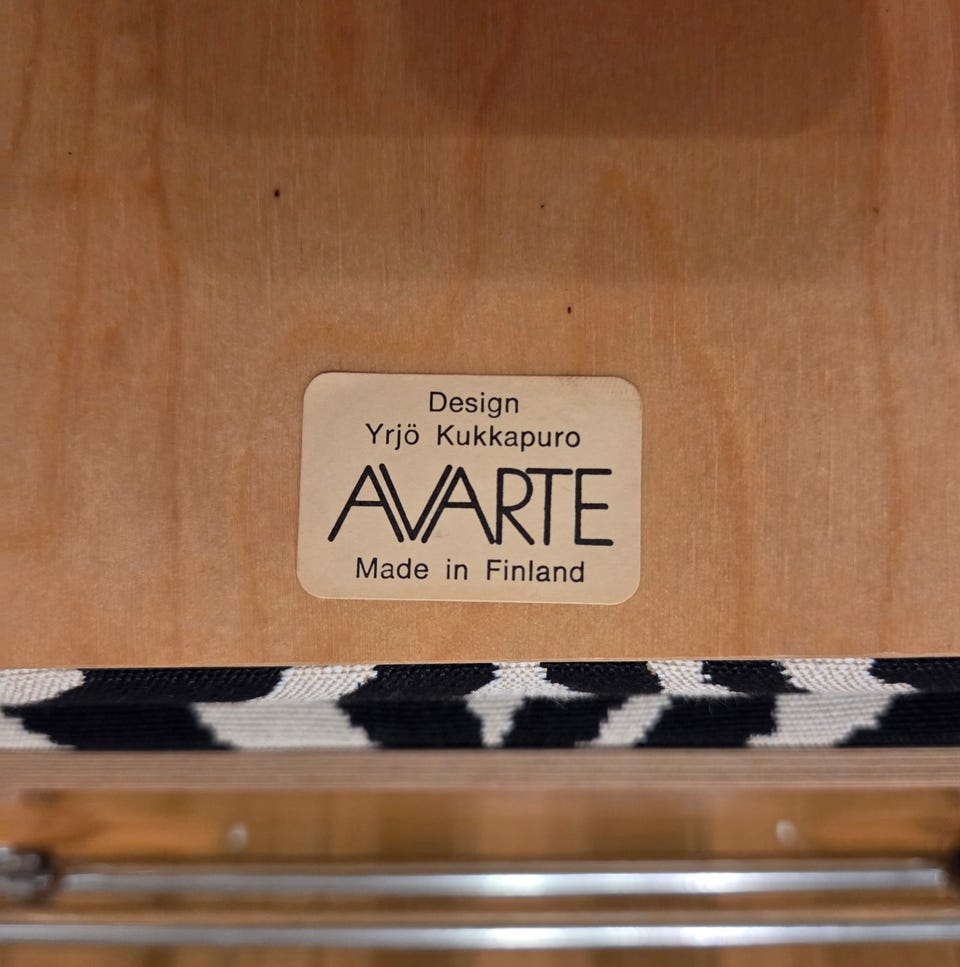 Design
Yrjö Kukkapuro
AVARTE
Made in Finland